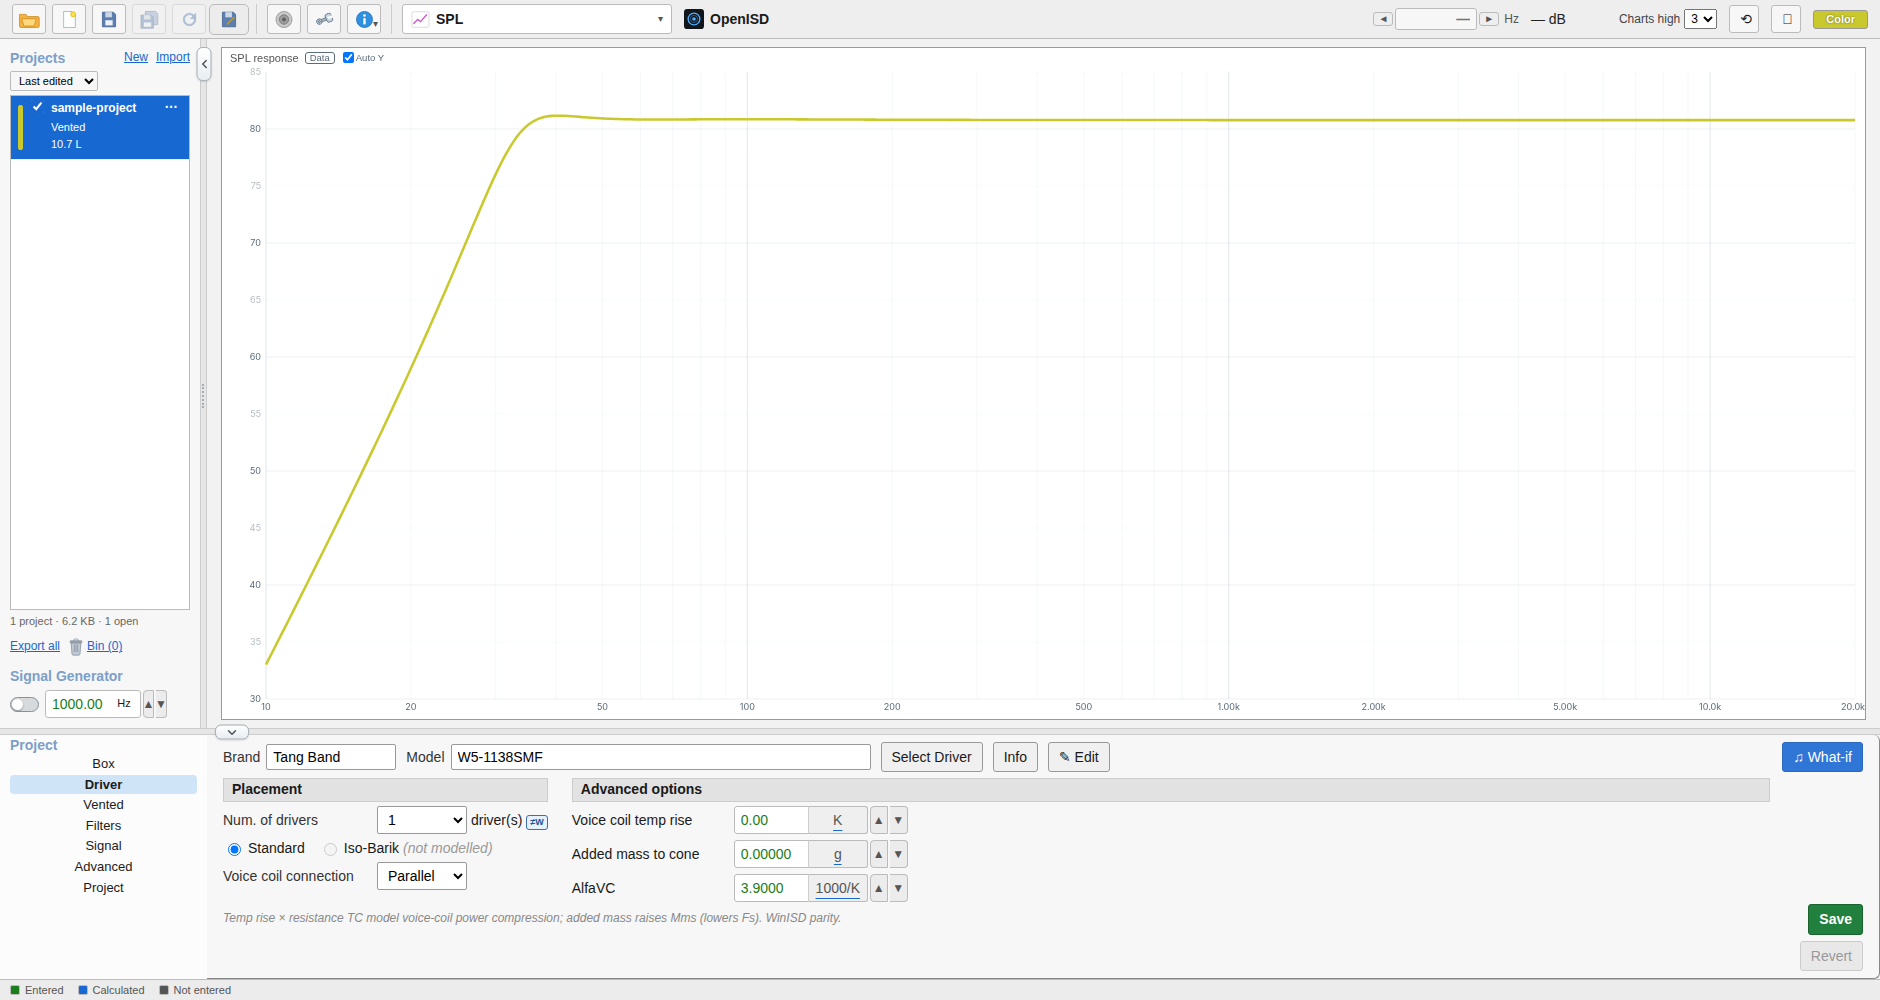 SPL
OpenISD
— Hz — dB
Charts high 3
Color
Projects New Import
Last edited
sample-project ...
Vented
10.7 L
1 project · 6.2 KB · 1 open
Export all Bin (0)
Signal Generator
1000.00 Hz
SPL response Data Auto Y
85
80
75
70
65
60
55
50
45
40
35
30
10 20 50 100 200 500 1.00k 2.00k 5.00k 10.0k 20.0k
Project
Box
Driver
Vented
Filters
Signal
Advanced
Project
Brand Tang Band Model W5-1138SMF Select Driver Info ✎ Edit ♫ What-if
Placement
Num. of drivers 1 driver(s) ≠W
Standard Iso-Barik (not modelled)
Voice coil connection Parallel
Advanced options
Voice coil temp rise 0.00 K
Added mass to cone 0.00000 g
AlfaVC 3.9000 1000/K
Temp rise × resistance TC model voice-coil power compression; added mass raises Mms (lowers Fs). WinISD parity.
Save
Revert
Entered Calculated Not entered